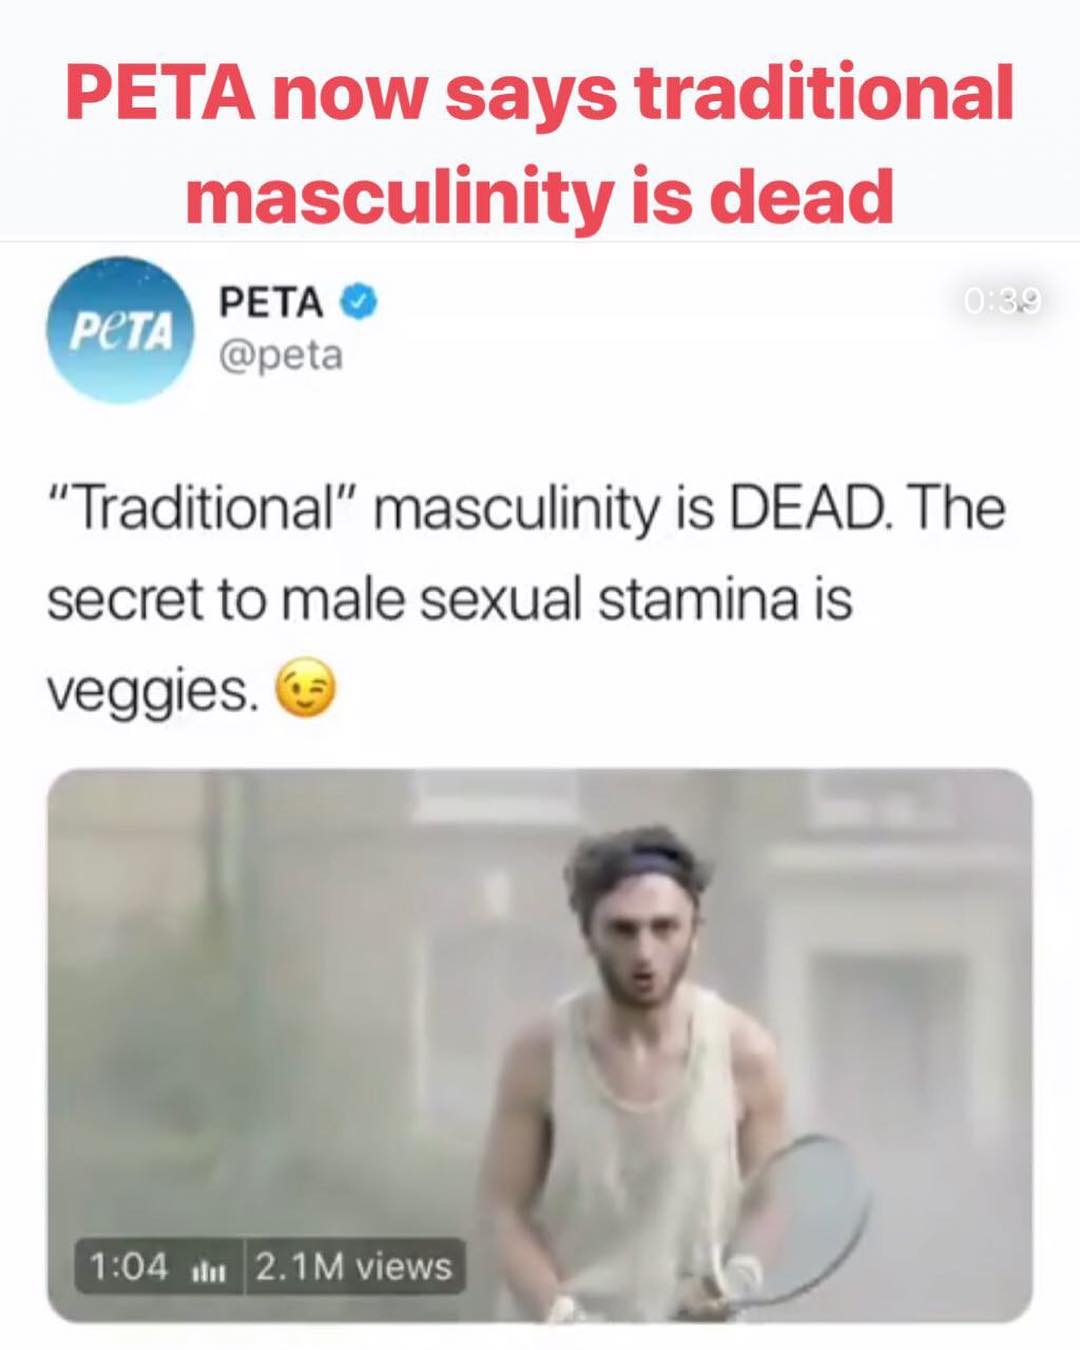 PETA now says traditional
masculinity is dead
PETA
PETA
@peta
0:39
“Traditional” masculinity is DEAD. The
secret to male sexual stamina is
veggies. 😉
1:04
2.1M views